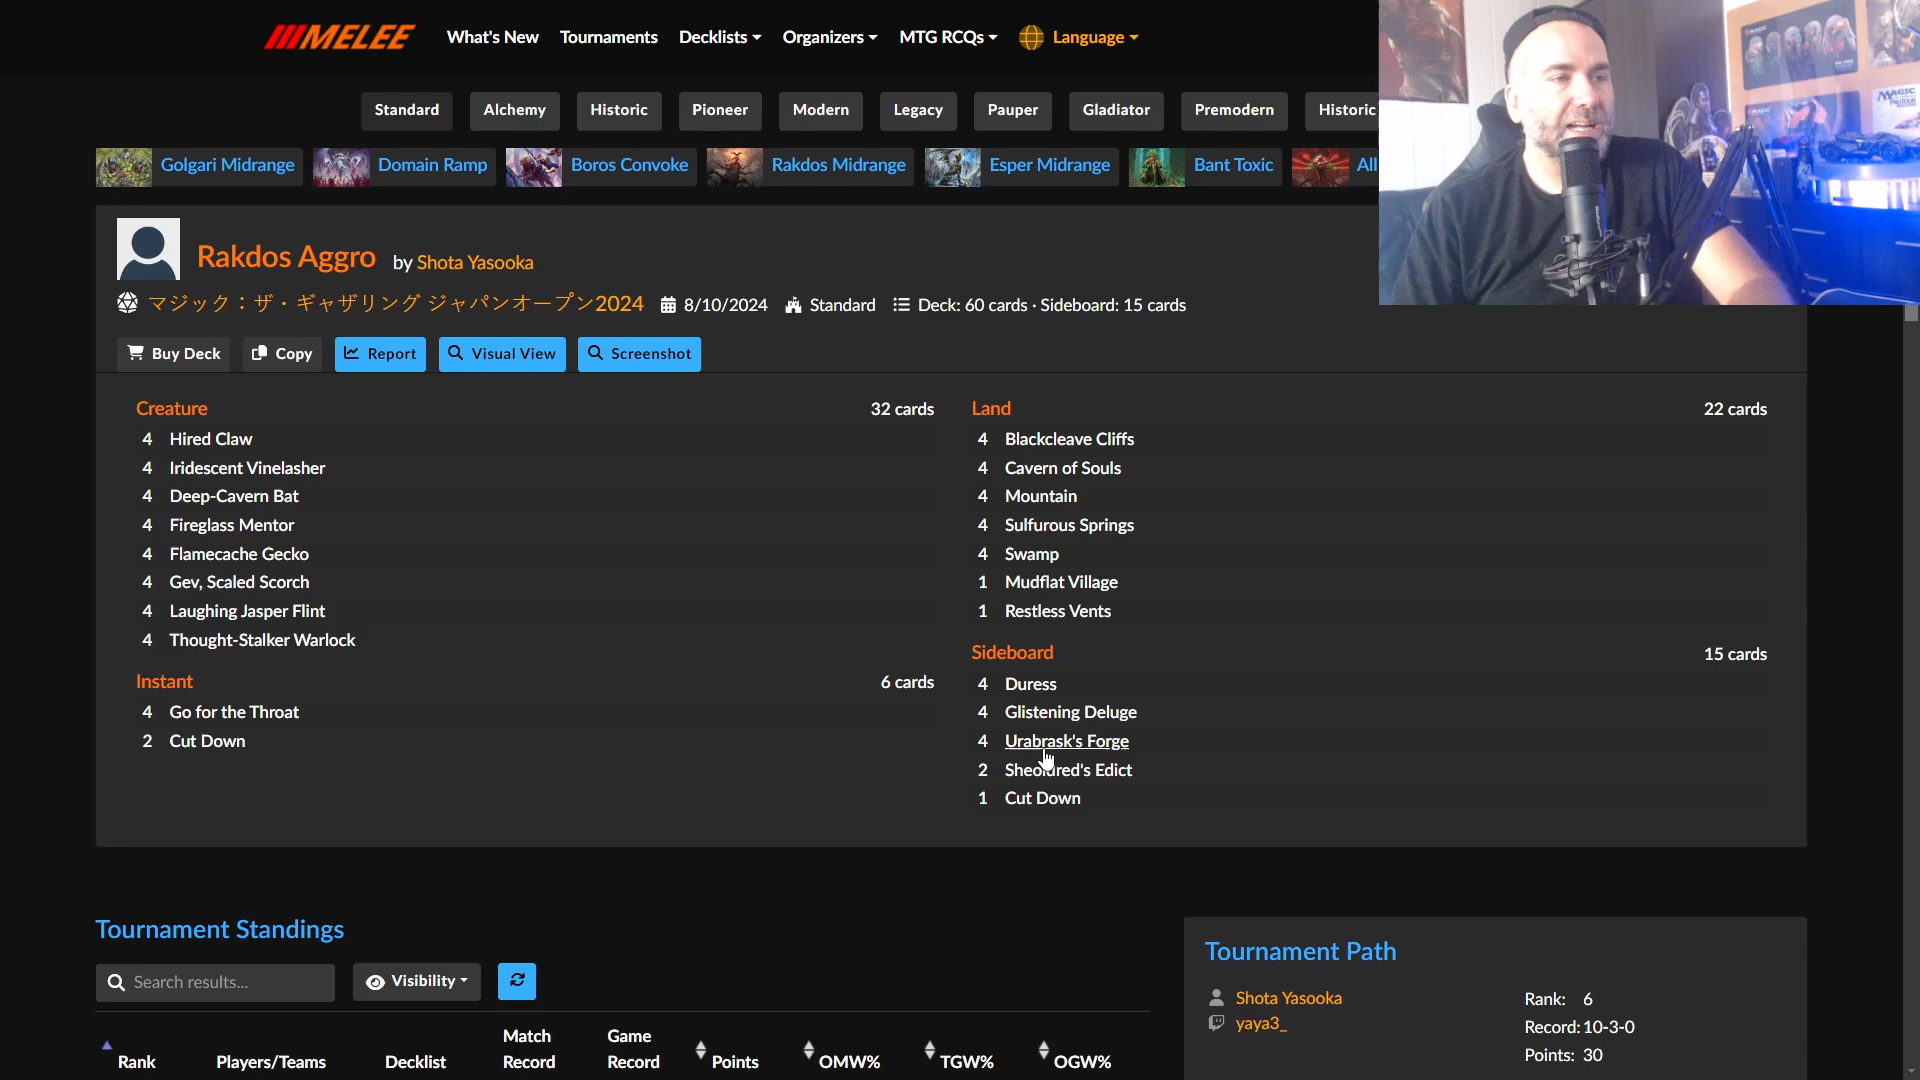 MELEE What's New Tournaments Decklists Organizers MTG RCQs Language
Standard Alchemy Historic Pioneer Modern Legacy Pauper Gladiator Premodern Historic
Golgari Midrange Domain Ramp Boros Convoke Rakdos Midrange Esper Midrange Bant Toxic All
Rakdos Aggro by Shota Yasooka
マジック：ザ・ギャザリング ジャパンオープン2024 8/10/2024 Standard Deck: 60 cards · Sideboard: 15 cards
Buy Deck Copy Report Visual View Screenshot
Creature 32 cards
4 Hired Claw
4 Iridescent Vinelasher
4 Deep-Cavern Bat
4 Fireglass Mentor
4 Flamecache Gecko
4 Gev, Scaled Scorch
4 Laughing Jasper Flint
4 Thought-Stalker Warlock
Instant 6 cards
4 Go for the Throat
2 Cut Down
Land 22 cards
4 Blackcleave Cliffs
4 Cavern of Souls
4 Mountain
4 Sulfurous Springs
4 Swamp
1 Mudflat Village
1 Restless Vents
Sideboard 15 cards
4 Duress
4 Glistening Deluge
4 Urabrask's Forge
2 Sheoldred's Edict
1 Cut Down
Tournament Standings
Search results... Visibility
Rank Players/Teams Decklist Match Record Game Record Points OMW% TGW% OGW%
Tournament Path
Shota Yasooka Rank: 6
yaya3_ Record: 10-3-0
Points: 30
MAGIC